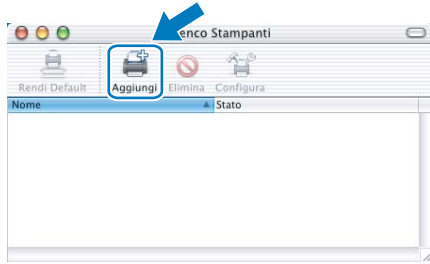 enco Stampanti
Rendi Default Aggiungi Elimina Configura
Nome Stato